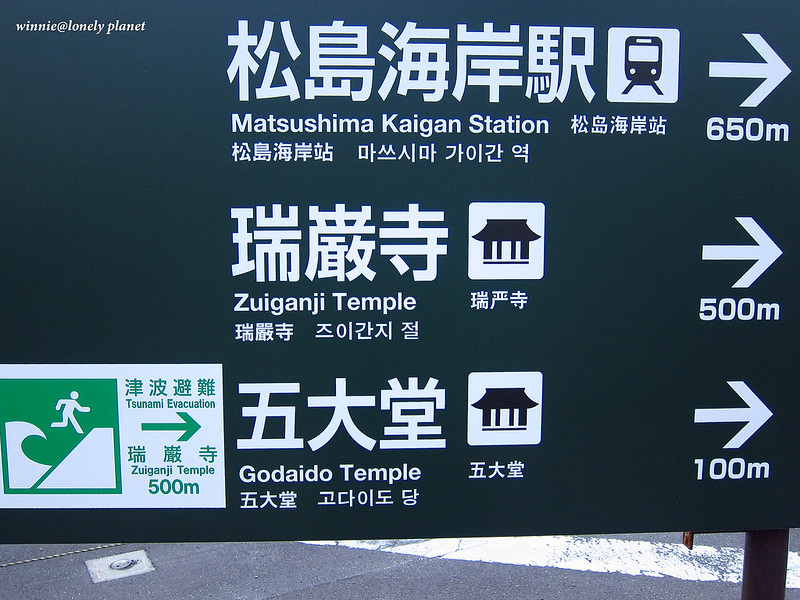 winnie@lonely planet
松島海岸駅
650m
Matsushima Kaigan Station 松岛海岸站
松島海岸站 마쓰시마 가이간 역
瑞巌寺
500m
Zuiganji Temple 瑞严寺
瑞巖寺 즈이간지 절
五大堂
100m
Godaido Temple 五大堂
五大堂 고다이도 당
津波避難
Tsunami Evacuation
瑞巌寺
Zuiganji Temple
500m